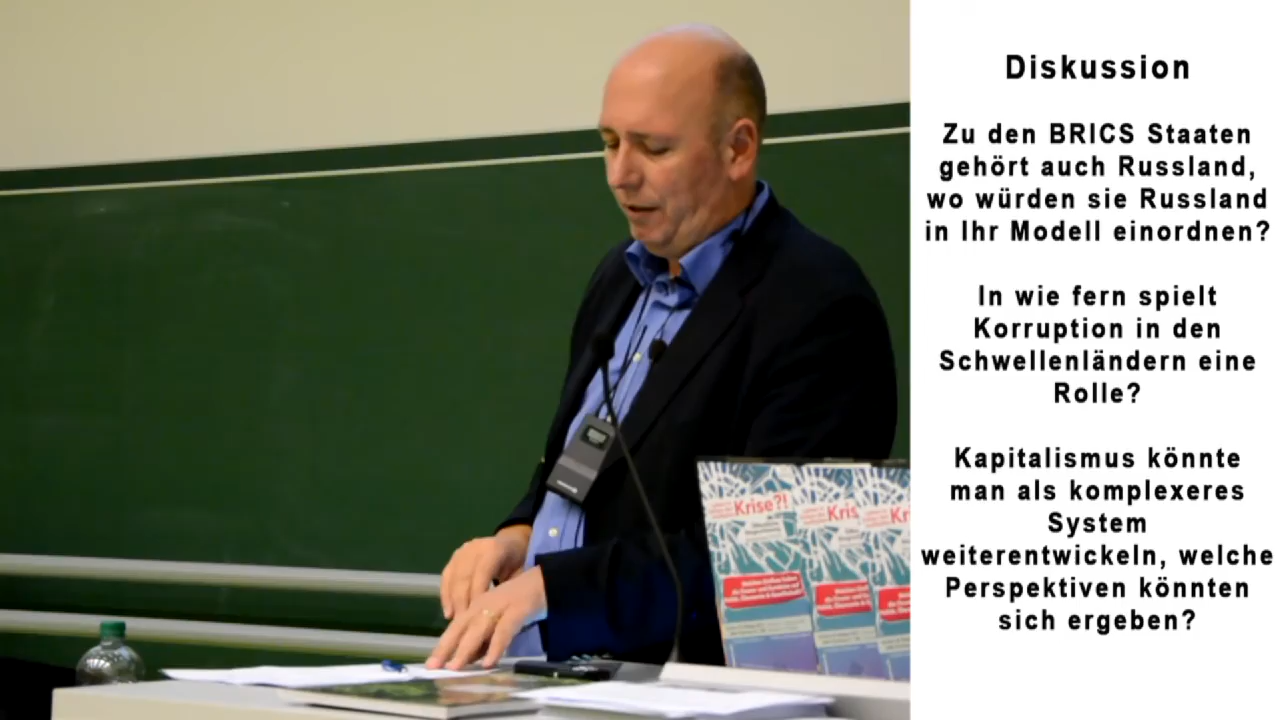 Diskussion
Zu den BRICS Staaten
gehört auch Russland,
wo würden sie Russland
in Ihr Modell einordnen?
In wie fern spielt
Korruption in den
Schwellenländern eine
Rolle?
Kapitalismus könnte
man als komplexeres
System
weiterentwickeln, welche
Perspektiven könnten
sich ergeben?
Krise?!
Kris
Kr